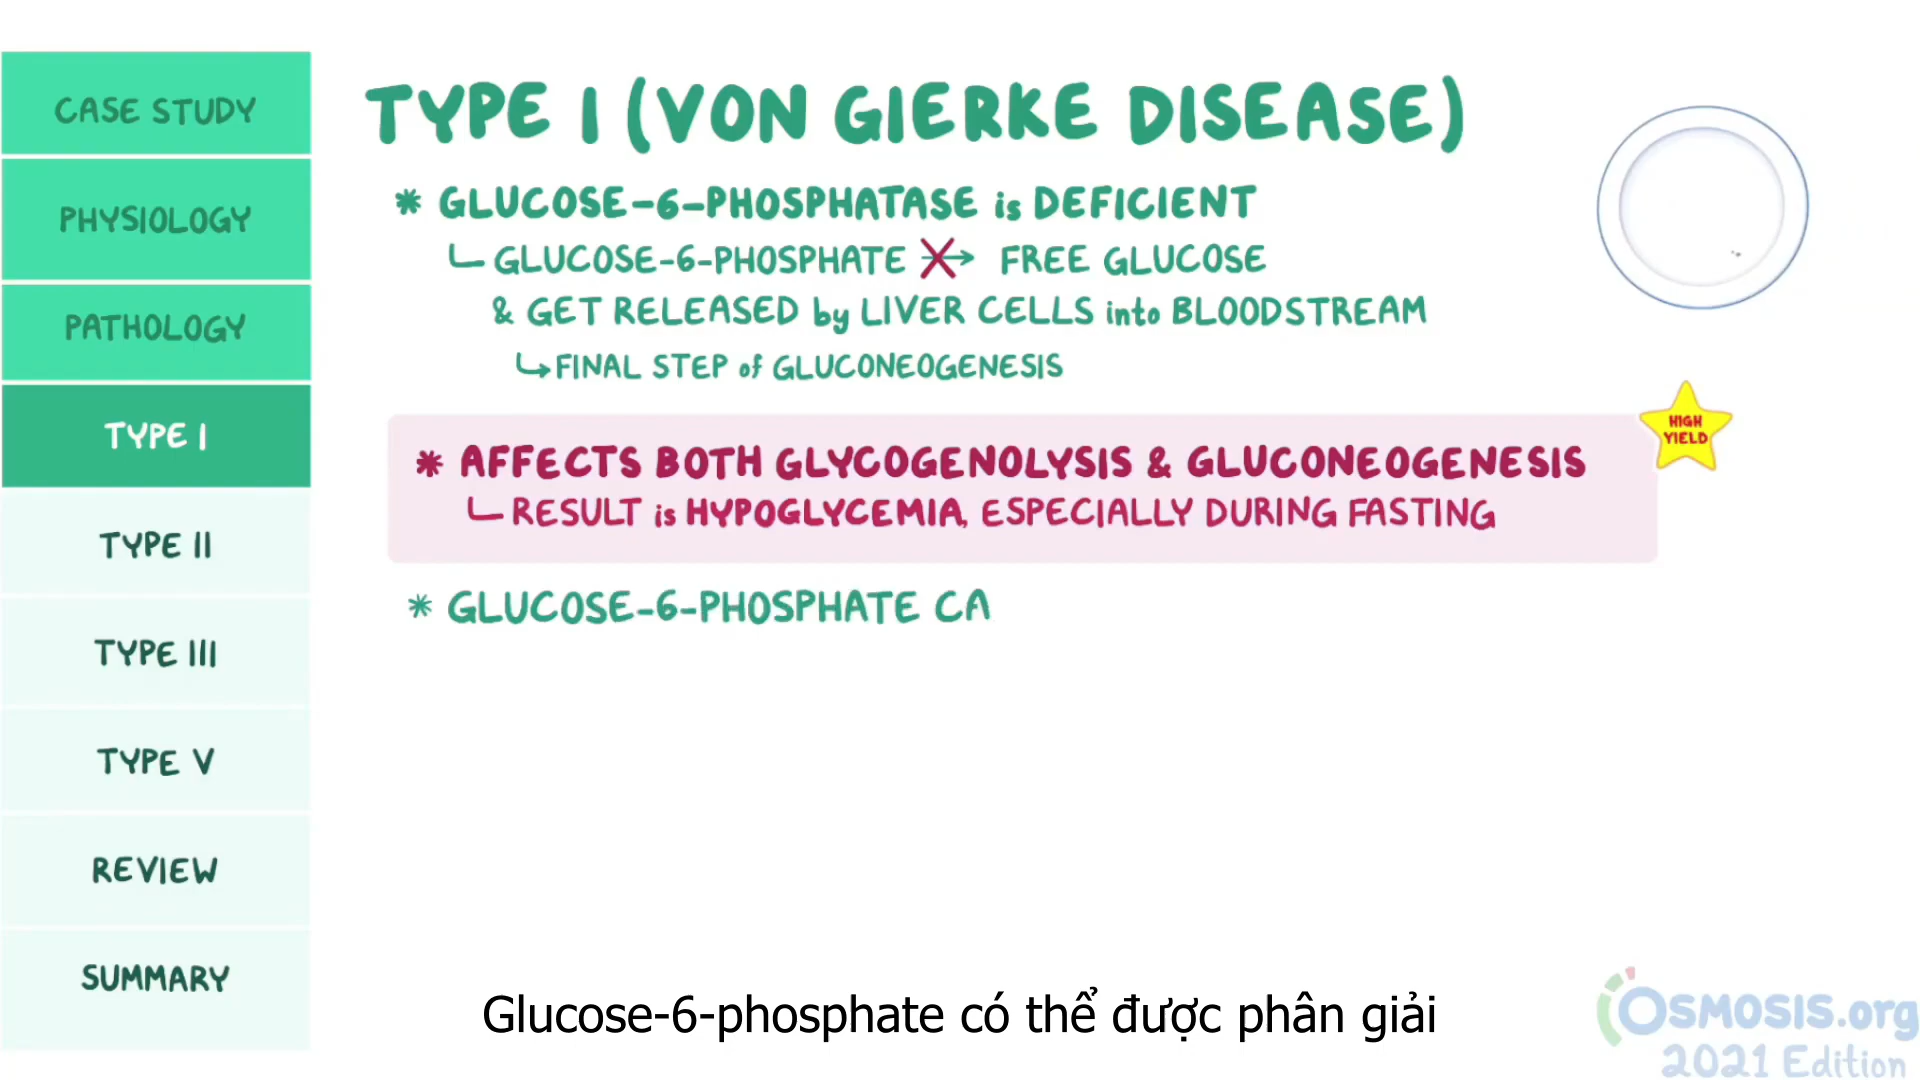 CASE STUDY
PHYSIOLOGY
PATHOLOGY
TYPE I
TYPE II
TYPE III
TYPE V
REVIEW
SUMMARY
TYPE I (VON GIERKE DISEASE)
* GLUCOSE-6-PHOSPHATASE is DEFICIENT
GLUCOSE-6-PHOSPHATE → FREE GLUCOSE
& GET RELEASED by LIVER CELLS into BLOODSTREAM
↳ FINAL STEP of GLUCONEOGENESIS
HIGH
YIELD
* AFFECTS BOTH GLYCOGENOLYSIS & GLUCONEOGENESIS
RESULT is HYPOGLYCEMIA, ESPECIALLY DURING FASTING
* GLUCOSE-6-PHOSPHATE CA
Glucose-6-phosphate có thể được phân giải
OSMOSIS.org
2021 Edition